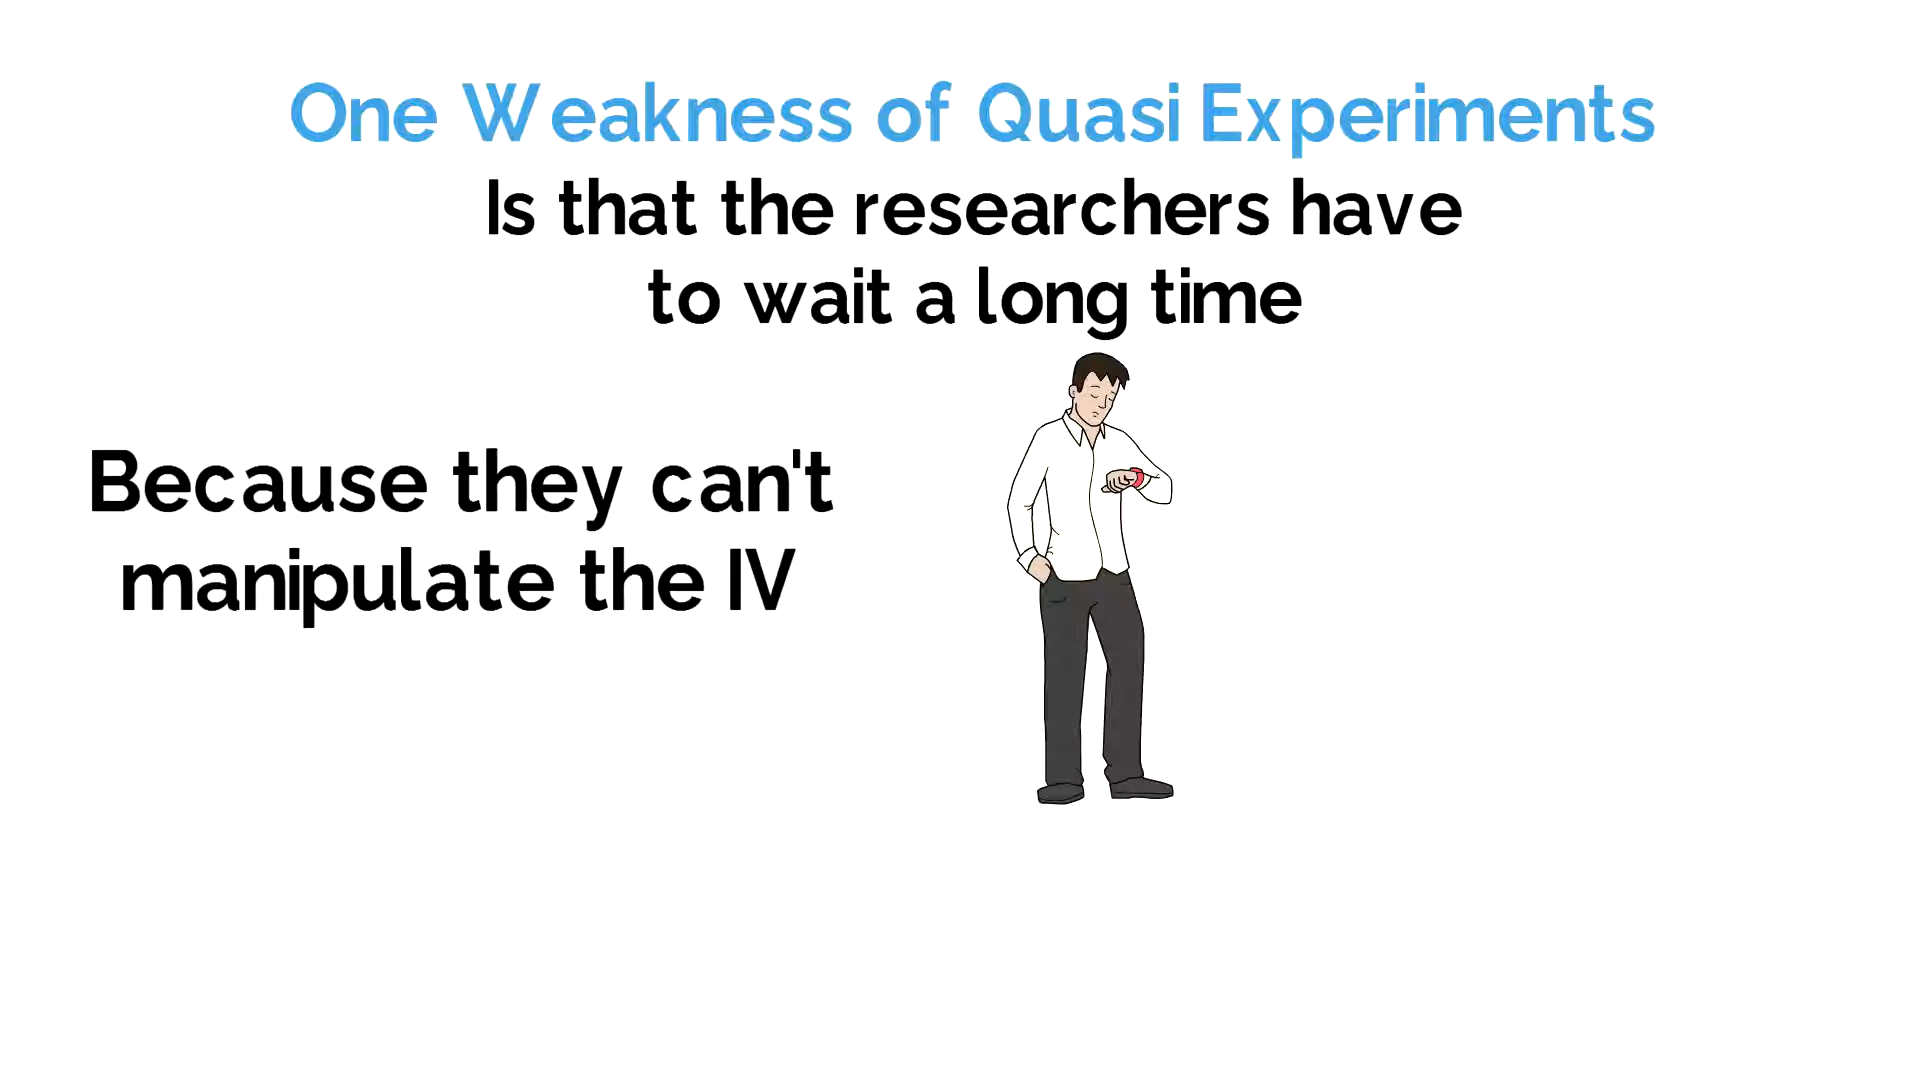 One Weakness of Quasi Experiments
Is that the researchers have
to wait a long time
Because they can't
manipulate the IV